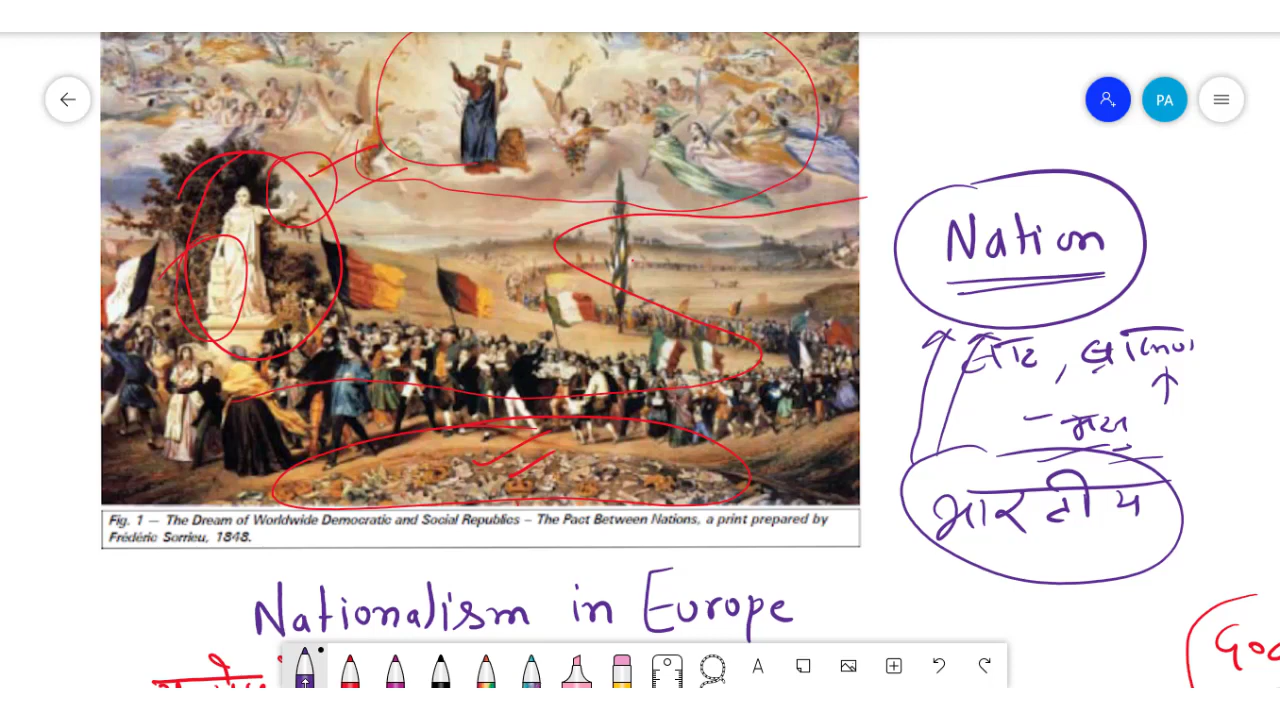 PA
Nation
भारतीय
Fig. 1 — The Dream of Worldwide Democratic and Social Republics – The Pact Between Nations, a print prepared by
Frédéric Sorrieu, 1848.
Nationalism in Europe
A